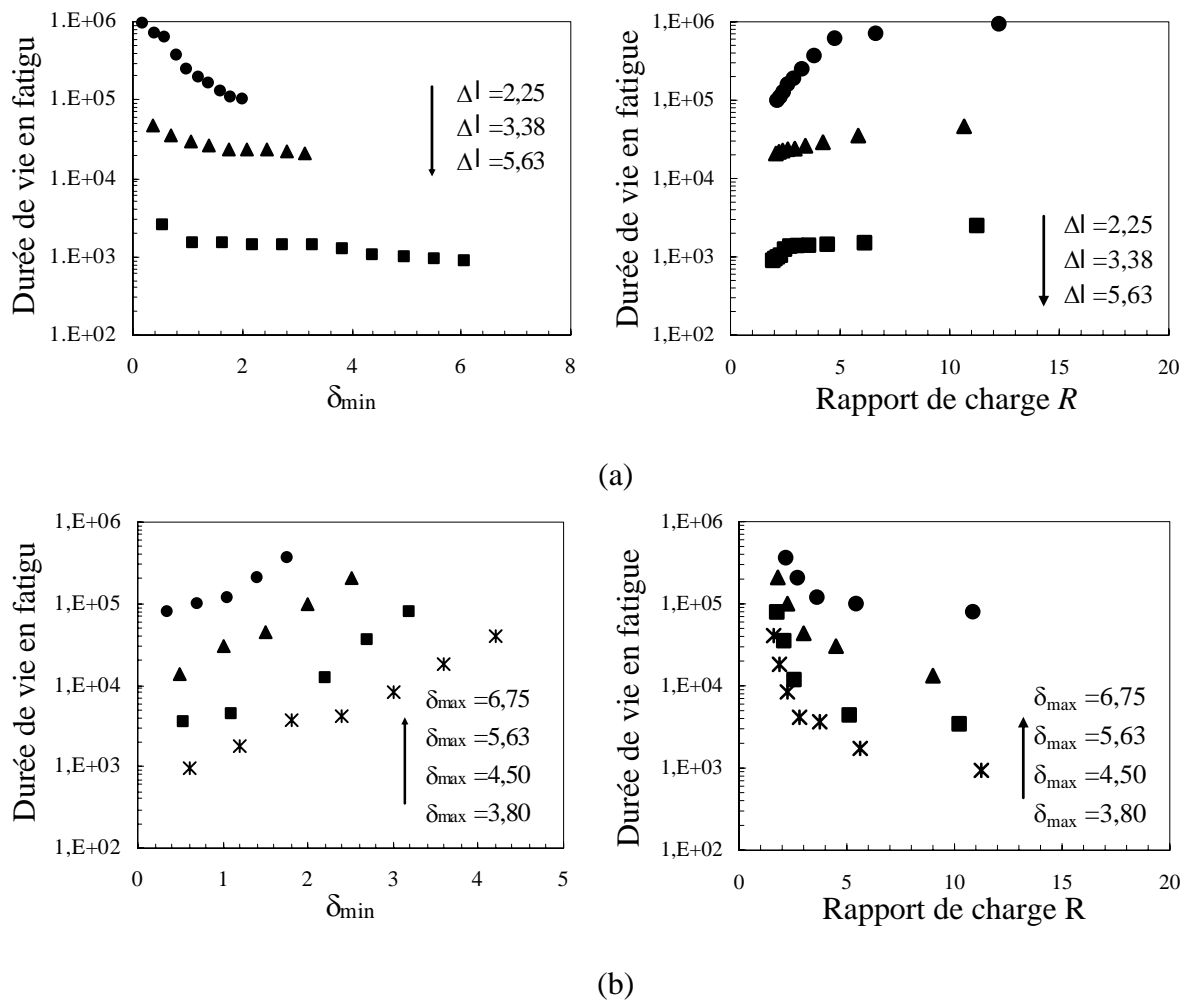 Durée de vie en fatigu
1.E+06
1.E+05
1.E+04
1.E+03
1.E+02
0
2
4
6
8
δmin
Δl =2,25
Δl =3,38
Δl =5,63
Durée de vie en fatigue
1,E+06
1,E+05
1,E+04
1,E+03
1,E+02
0
5
10
15
20
Rapport de charge R
Δl =2,25
Δl =3,38
Δl =5,63
(a)
Durée de vie en fatigu
1,E+06
1,E+05
1,E+04
1,E+03
1,E+02
0
1
2
3
4
5
δmin
δmax =6,75
δmax =5,63
δmax =4,50
δmax =3,80
Durée de vie en fatigue
1,E+06
1,E+05
1,E+04
1,E+03
1,E+02
0
5
10
15
20
Rapport de charge R
δmax =6,75
δmax =5,63
δmax =4,50
δmax =3,80
(b)